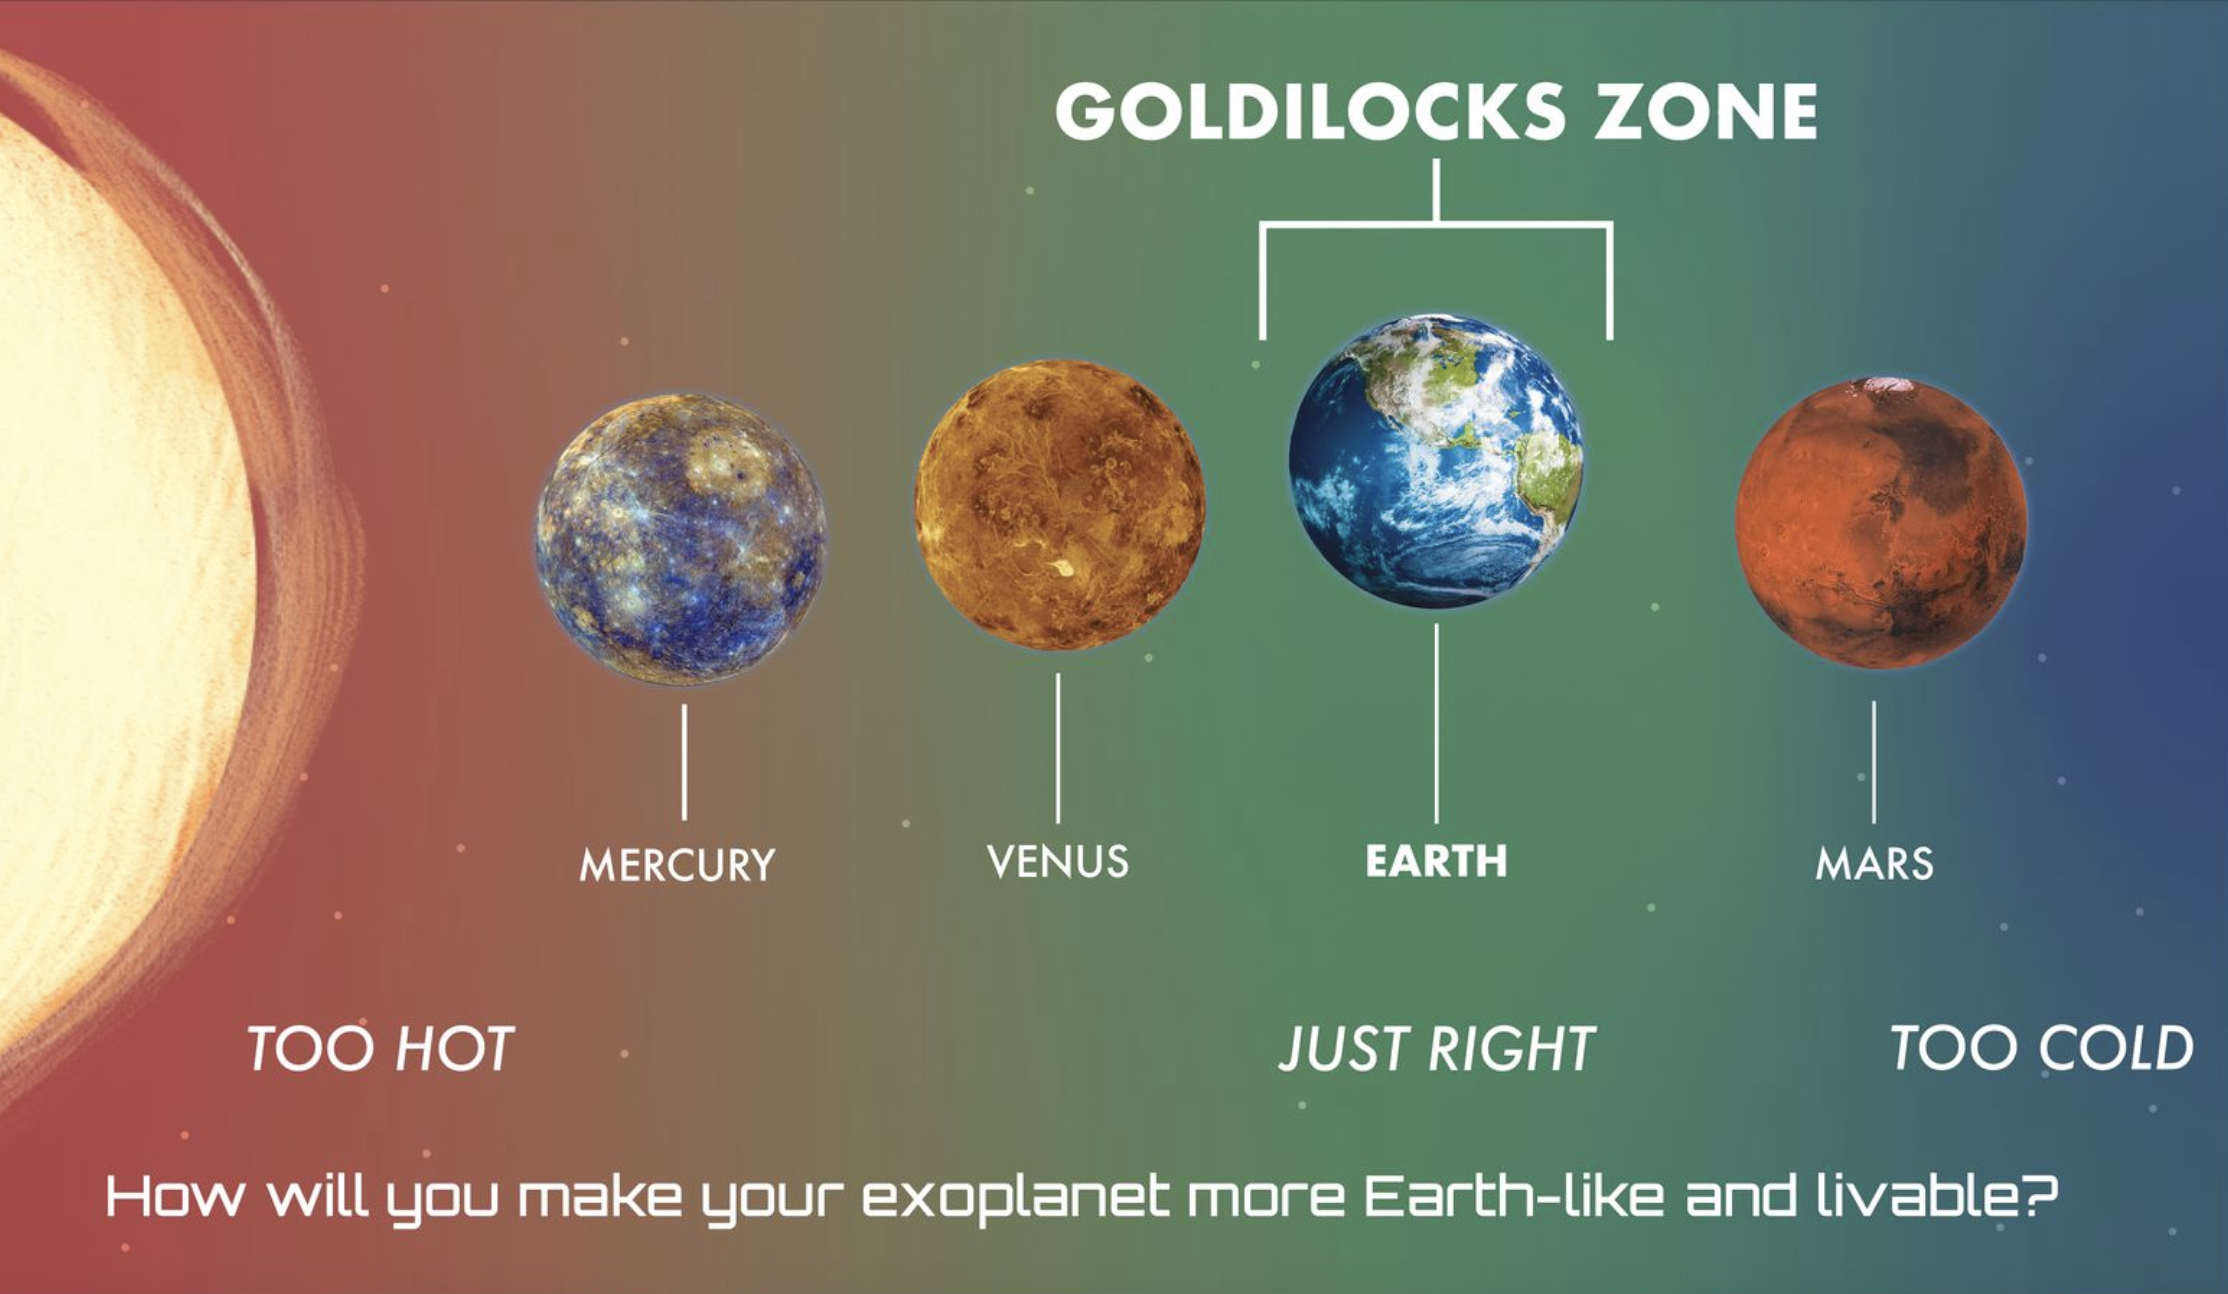 GOLDILOCKS ZONE
MERCURY
VENUS
EARTH
MARS
TOO HOT
JUST RIGHT
TOO COLD
How will you make your exoplanet more Earth-like and livable?